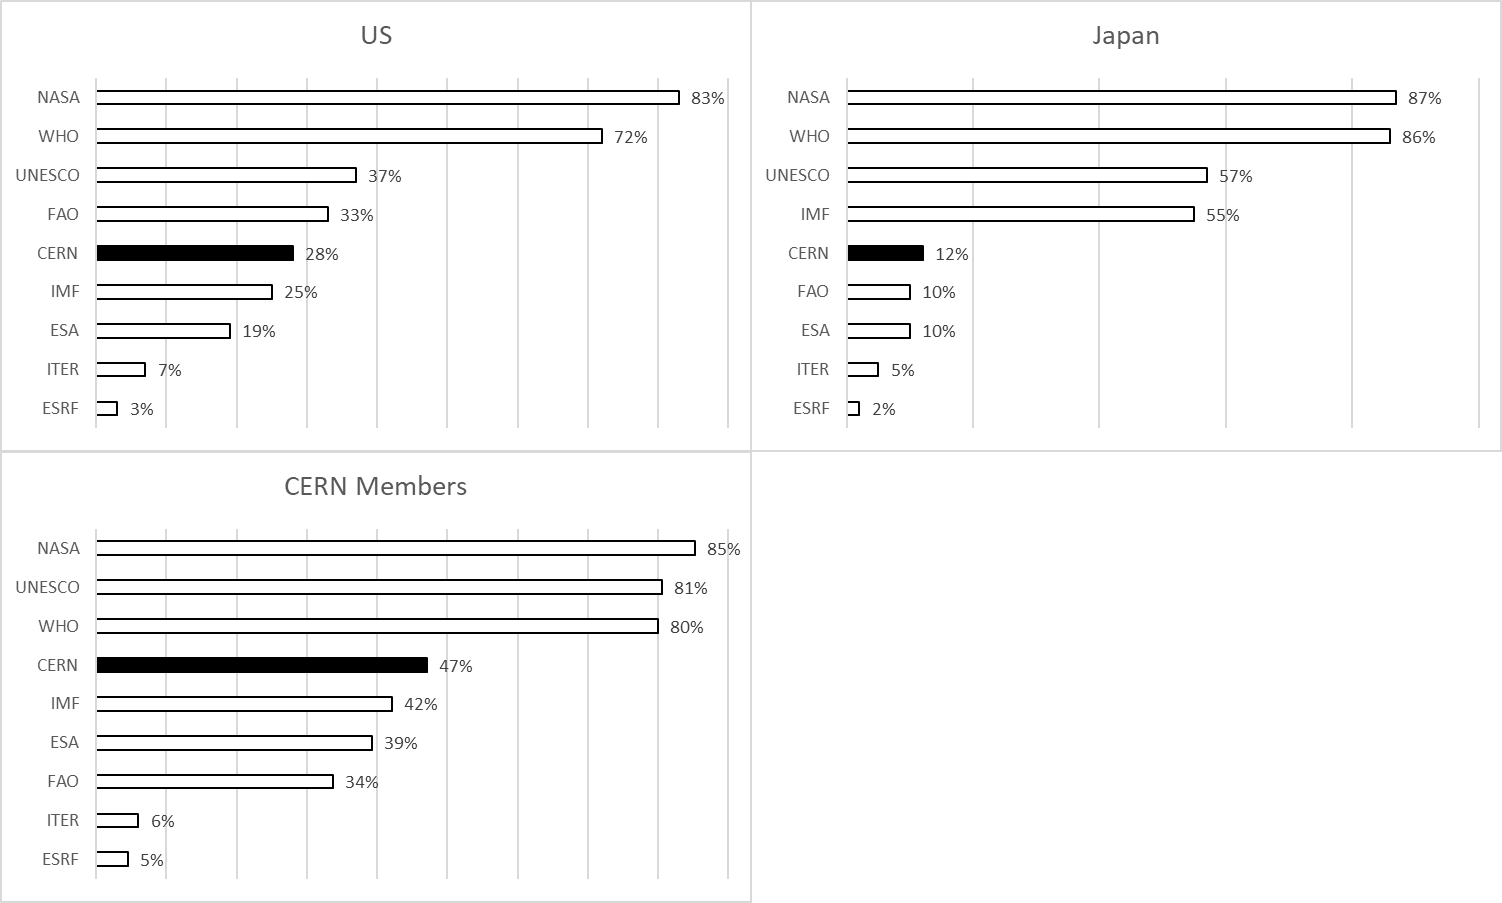 US
NASA 83%
WHO 72%
UNESCO 37%
FAO 33%
CERN 28%
IMF 25%
ESA 19%
ITER 7%
ESRF 3%
Japan
NASA 87%
WHO 86%
UNESCO 57%
IMF 55%
CERN 12%
FAO 10%
ESA 10%
ITER 5%
ESRF 2%
CERN Members
NASA 85%
UNESCO 81%
WHO 80%
CERN 47%
IMF 42%
ESA 39%
FAO 34%
ITER 6%
ESRF 5%